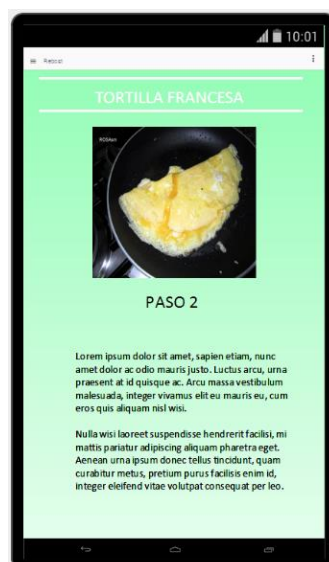 10:01
TORTILLA FRANCESA
PASO 2
Lorem ipsum dolor sit amet, sapien etiam, nunc
amet dolor ac odio mauris justo. Luctus arcu, urna
praesent at id quisque ac. Arcu massa vestibulum
malesuada, integer vivamus elit eu mauris eu, cum
eros quis aliquam nisl wisi.
Nulla wisi laoreet suspendisse hendrerit facilisi, mi
mattis pariatur adipiscing aliquam pharetra eget.
Aenean urna ipsum donec tellus tincidunt, quam
curabitur metus, pretium purus facilisis enim id,
integer eleifend vitae volutpat consequat per leo.